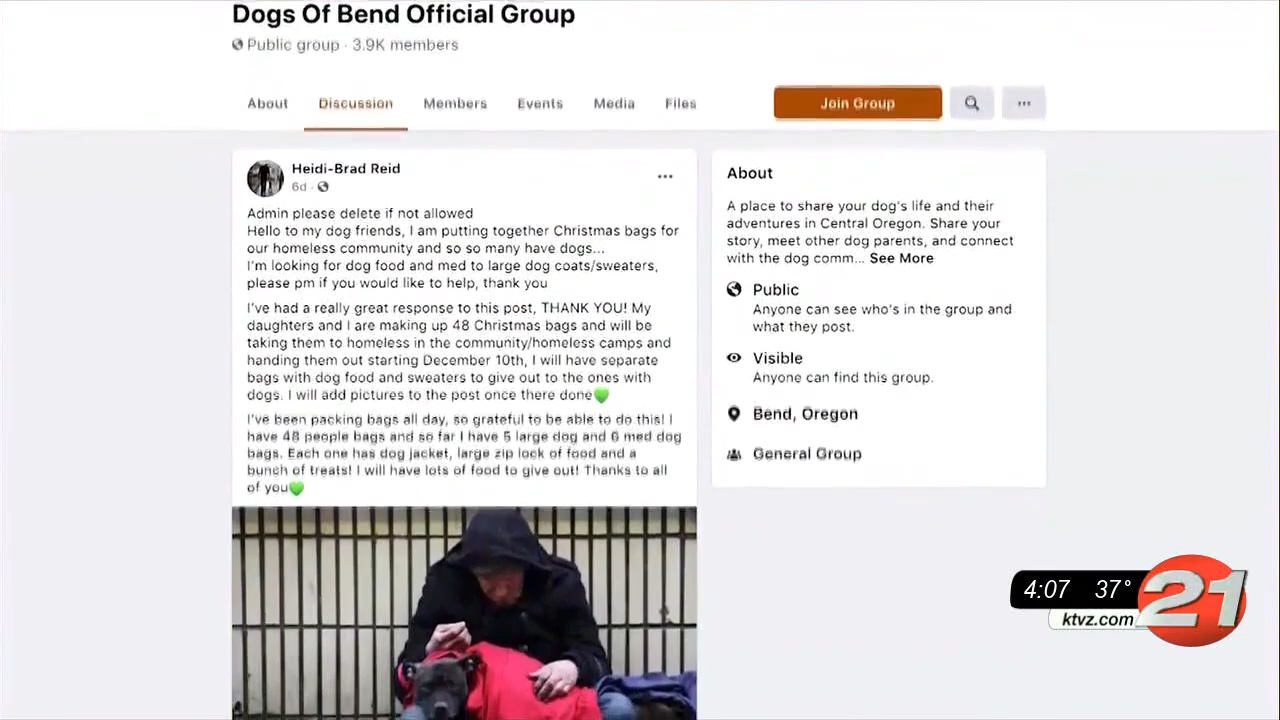 Dogs Of Bend Official Group
Public group · 3.9K members
About
Discussion
Members
Events
Media
Files
Join Group
Heidi-Brad Reid
6d ·
Admin please delete if not allowed
Hello to my dog friends, I am putting together Christmas bags for
our homeless community and so so many have dogs...
I'm looking for dog food and med to large dog coats/sweaters,
please pm if you would like to help, thank you
I've had a really great response to this post, THANK YOU! My
daughters and I are making up 48 Christmas bags and will be
taking them to homeless in the community/homeless camps and
handing them out starting December 10th, I will have separate
bags with dog food and sweaters to give out to the ones with
dogs. I will add pictures to the post once there done
I've been packing bags all day, so grateful to be able to do this! I
have 48 people bags and so far I have 5 large dog and 6 med dog
bags. Each one has dog jacket, large zip lock of food and a
bunch of treats! I will have lots of food to give out! Thanks to all
of you
About
A place to share your dog's life and their
adventures in Central Oregon. Share your
story, meet other dog parents, and connect
with the dog comm... See More
Public
Anyone can see who's in the group and
what they post.
Visible
Anyone can find this group.
Bend, Oregon
General Group
4:07 37°
21
ktvz.com